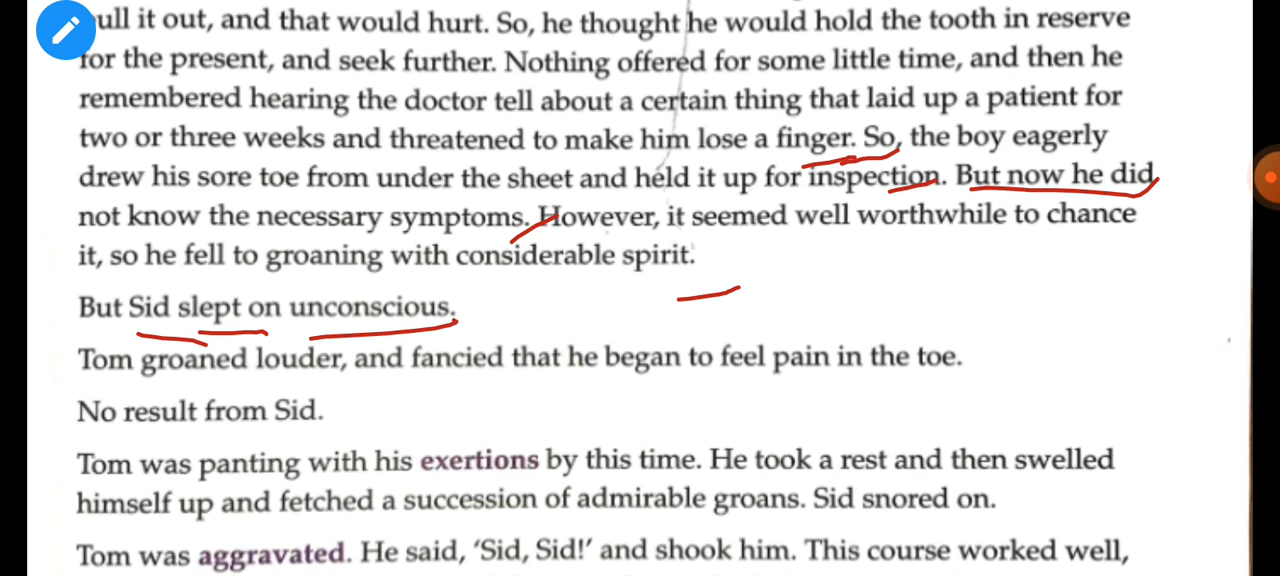 ull it out, and that would hurt. So, he thought he would hold the tooth in reserve
for the present, and seek further. Nothing offered for some little time, and then he
remembered hearing the doctor tell about a certain thing that laid up a patient for
two or three weeks and threatened to make him lose a finger. So, the boy eagerly
drew his sore toe from under the sheet and held it up for inspection. But now he did
not know the necessary symptoms. However, it seemed well worthwhile to chance
it, so he fell to groaning with considerable spirit.
But Sid slept on unconscious.
Tom groaned louder, and fancied that he began to feel pain in the toe.
No result from Sid.
Tom was panting with his exertions by this time. He took a rest and then swelled
himself up and fetched a succession of admirable groans. Sid snored on.
Tom was aggravated. He said, ‘Sid, Sid!’ and shook him. This course worked well,